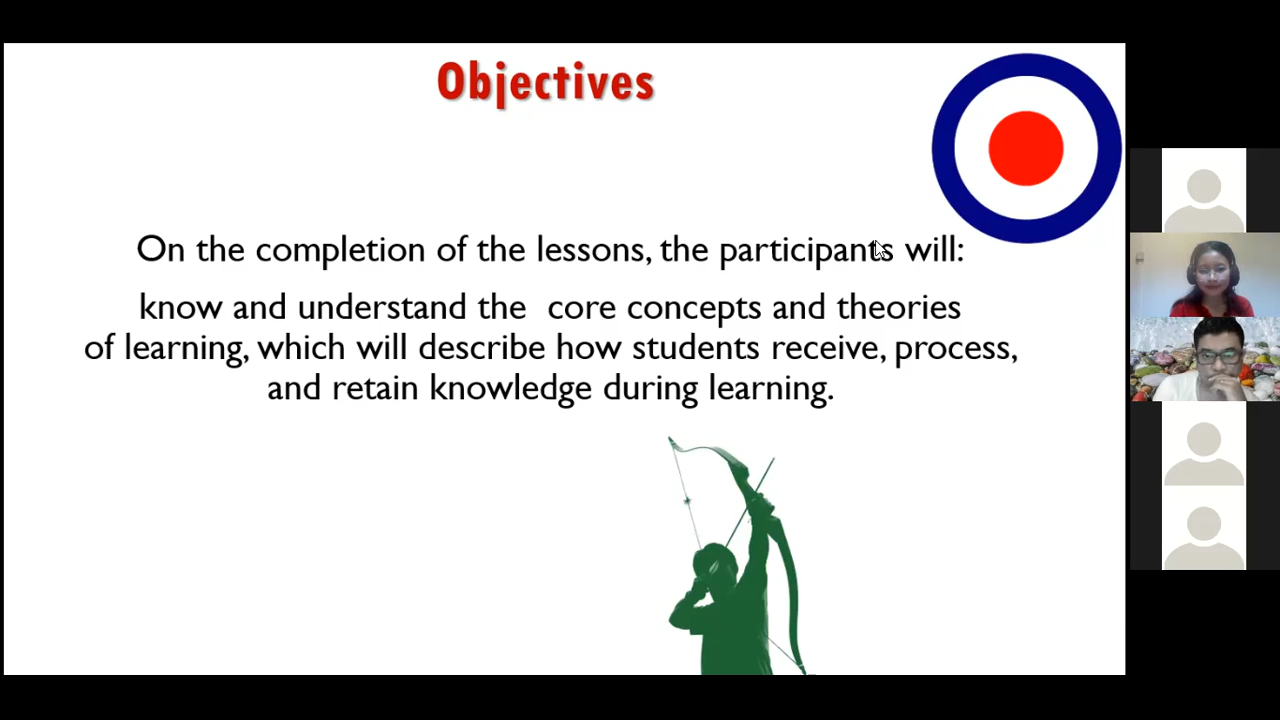 Objectives
On the completion of the lessons, the participants will:
know and understand the  core concepts and theories
of learning, which will describe how students receive, process,
and retain knowledge during learning.